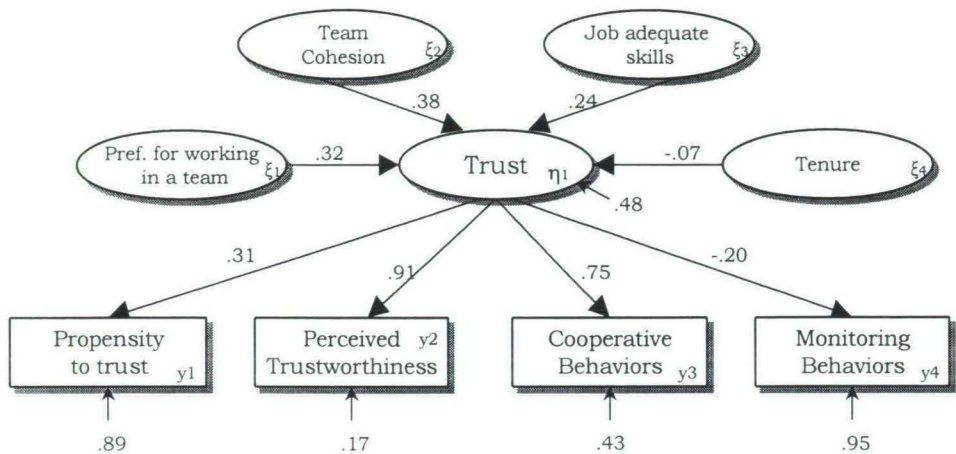 Team
Cohesion
ξ2
Job adequate
skills
ξ3
.38
.24
Pref. for working
in a team
ξ1
.32
Trust
η1
-.07
Tenure
ξ4
.48
.31
.91
.75
-.20
Propensity
to trust y1
Perceived y2
Trustworthiness
Cooperative
Behaviors y3
Monitoring
Behaviors y4
.89
.17
.43
.95